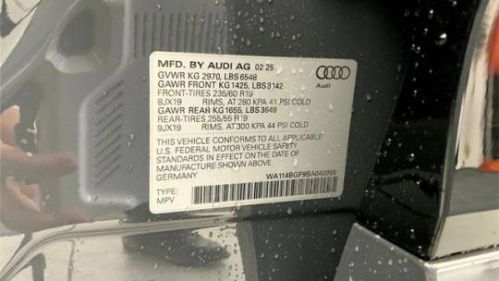 MFD. BY AUDI AG 02 25
GVWR KG 2970, LBS 6548
GAWR FRONT KG 1425, LBS 3142
FRONT-TIRES 235/60 R19
8JX19 RIMS, AT 280 KPA 41 PSI COLD
GAWR REAR KG 1655, LBS 3649
REAR-TIRES 255/55 R19
9JX19 RIMS, AT 300 KPA 44 PSI COLD
THIS VEHICLE CONFORMS TO ALL APPLICABLE
U.S. FEDERAL MOTOR VEHICLE SAFETY
STANDARDS IN EFFECT ON THE DATE OF
MANUFACTURE SHOWN ABOVE.
GERMANY
TYPE:
MPV